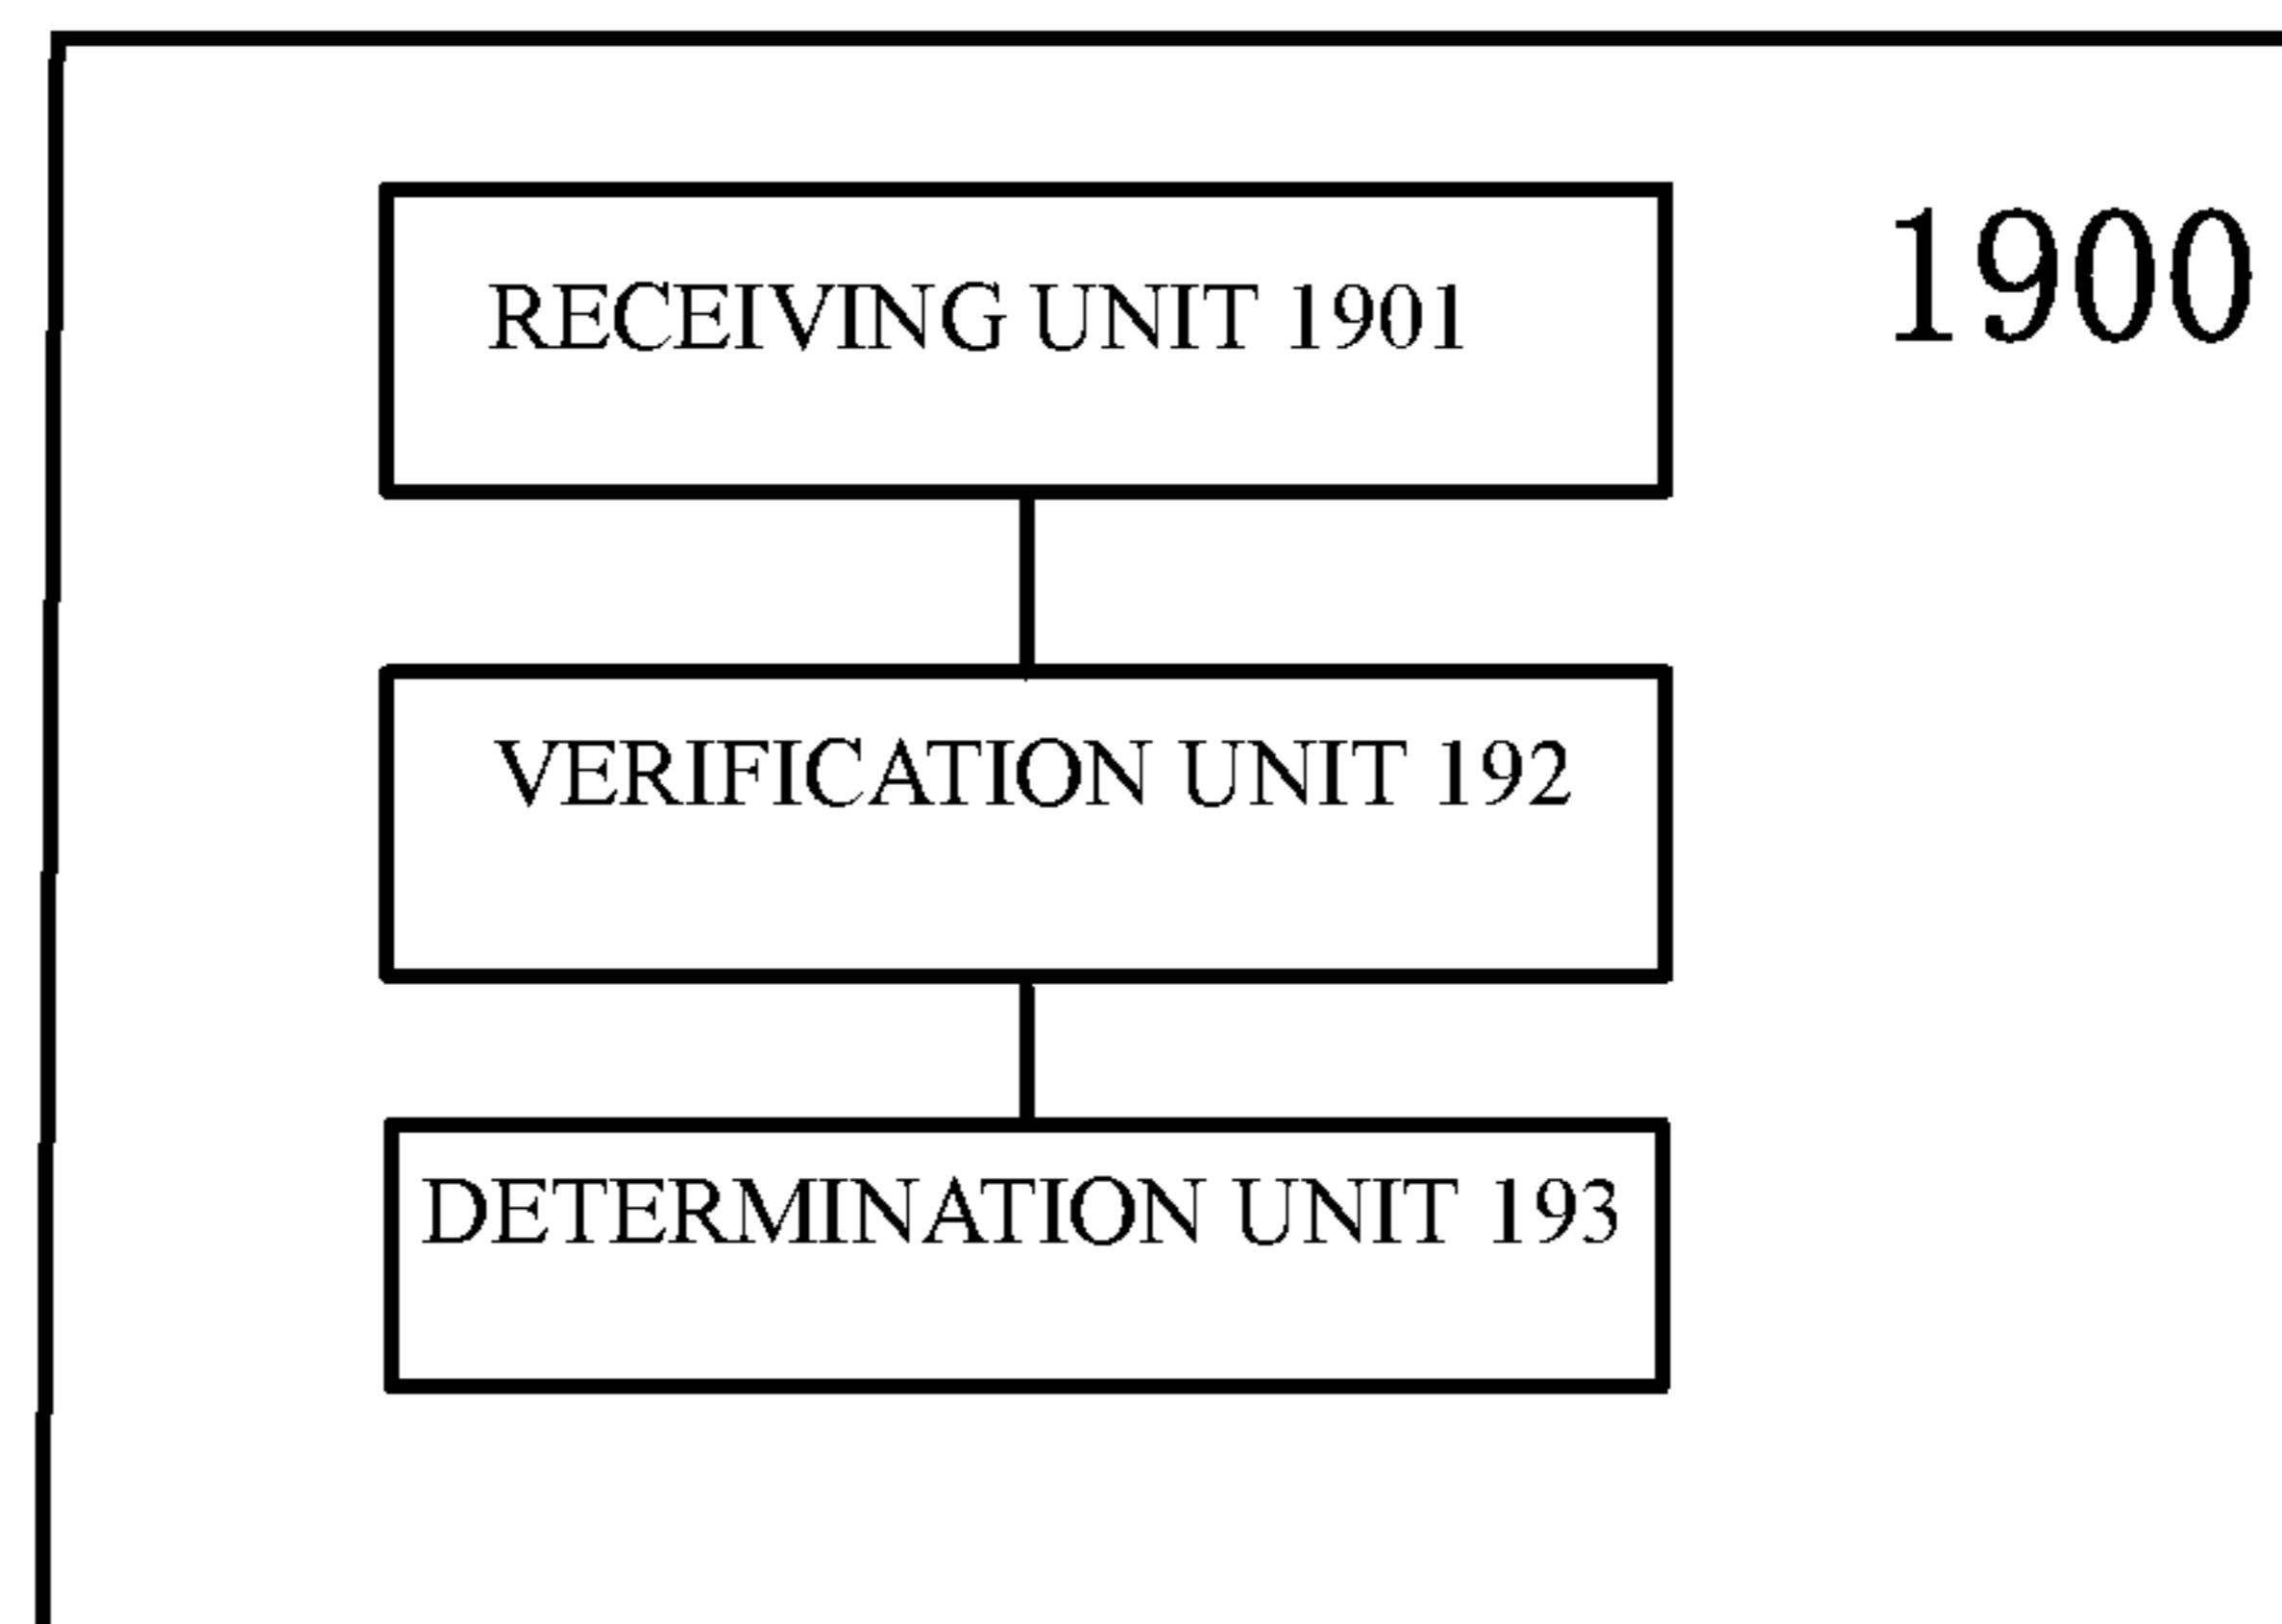 RECEIVING UNIT 1901
1900
VERIFICATION UNIT 192
DETERMINATION UNIT 193